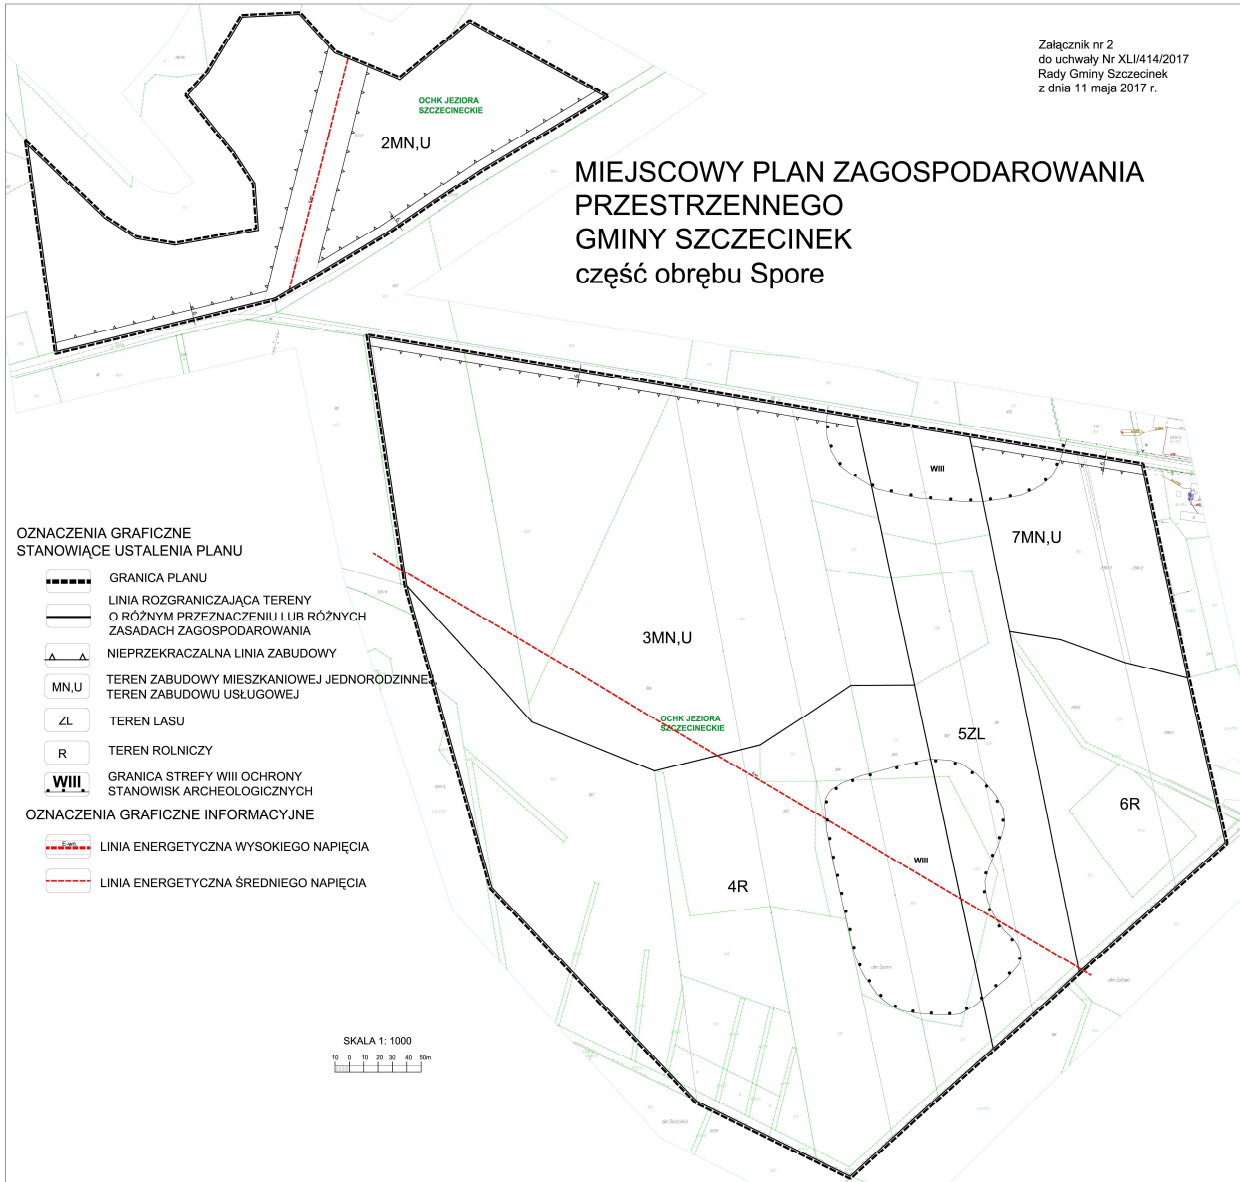 Załącznik nr 2
do uchwały Nr XLI/414/2017
Rady Gminy Szczecinek
z dnia 11 maja 2017 r.
MIEJSCOWY PLAN ZAGOSPODAROWANIA
PRZESTRZENNEGO
GMINY SZCZECINEK
część obrębu Spore
OCHK JEZIORA
SZCZECINECKIE
2MN,U
WIII
7MN,U
3MN,U
OCHK JEZIORA
SZCZECINECKIE
5ZL
6R
WIII
4R
OZNACZENIA GRAFICZNE
STANOWIĄCE USTALENIA PLANU
GRANICA PLANU
LINIA ROZGRANICZAJĄCA TERENY
O RÓŻNYM PRZEZNACZENIU LUB RÓŻNYCH
ZASADACH ZAGOSPODAROWANIA
NIEPRZEKRACZALNA LINIA ZABUDOWY
MN,U
TEREN ZABUDOWY MIESZKANIOWEJ JEDNORODZINNEJ
TEREN ZABUDOWU USŁUGOWEJ
ZL TEREN LASU
R TEREN ROLNICZY
WIII
GRANICA STREFY WIII OCHRONY
STANOWISK ARCHEOLOGICZNYCH
OZNACZENIA GRAFICZNE INFORMACYJNE
E-wn LINIA ENERGETYCZNA WYSOKIEGO NAPIĘCIA
LINIA ENERGETYCZNA ŚREDNIEGO NAPIĘCIA
SKALA 1: 1000
10 0 10 20 30 40 50m